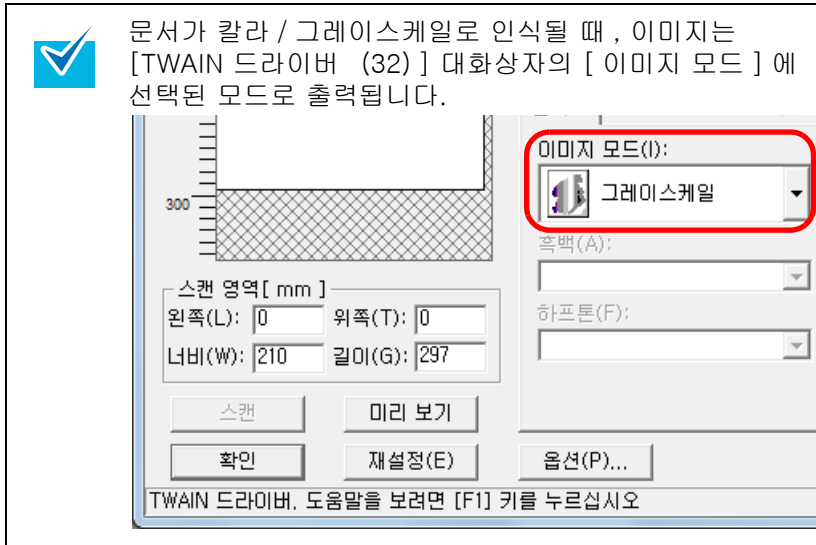 문서가 칼라 / 그레이스케일로 인식될 때 , 이미지는
[TWAIN 드라이버 (32) ] 대화상자의 [ 이미지 모드 ] 에
선택된 모드로 출력됩니다.
이미지 모드(I):
그레이스케일
300
흑백(A):
스캔 영역[ mm ]
왼쪽(L): 0 위쪽(T): 0
하프톤(F):
너비(W): 210 길이(G): 297
스캔 미리 보기
확인 재설정(E) 옵션(P)...
TWAIN 드라이버, 도움말을 보려면 [F1] 키를 누르십시오